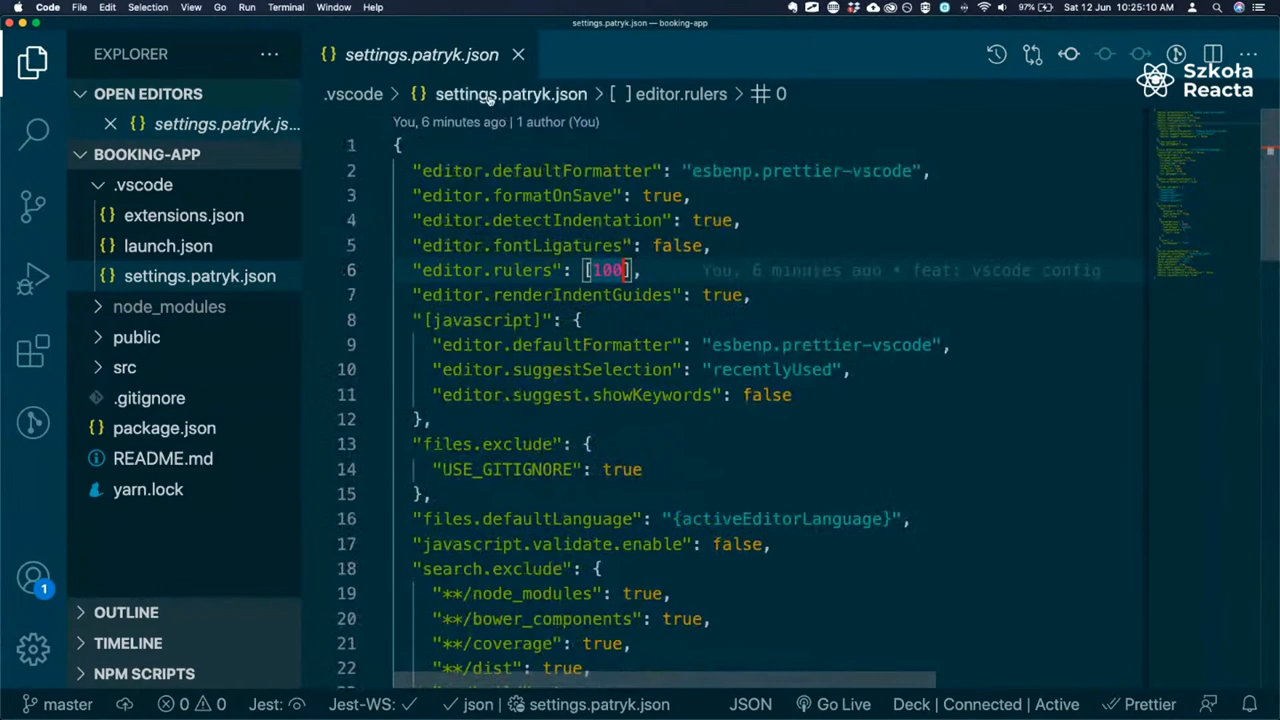 Code File Edit Selection View Go Run Terminal Window Help 97% Sat 12 Jun 10:25:10
settings.patryk.json — booking-app
EXPLORER
settings.patryk.json
Szkoła
Reacta
OPEN EDITORS
settings.patryk.js...
BOOKING-APP
.vscode
extensions.json
launch.json
settings.patryk.json
node_modules
public
src
.gitignore
package.json
README.md
yarn.lock
OUTLINE
TIMELINE
NPM SCRIPTS
1
.vscode > {} settings.patryk.json > [ ] editor.rulers > # 0
You, 6 minutes ago | 1 author (You)
1 {
2 "editor.defaultFormatter": "esbenp.prettier-vscode",
3 "editor.formatOnSave": true,
4 "editor.detectIndentation": true,
5 "editor.fontLigatures": false,
6 "editor.rulers": [100], You, 6 minutes ago • feat: vscode config
7 "editor.renderIndentGuides": true,
8 "[javascript]": {
9 "editor.defaultFormatter": "esbenp.prettier-vscode",
10 "editor.suggestSelection": "recentlyUsed",
11 "editor.suggest.showKeywords": false
12 },
13 "files.exclude": {
14 "USE_GITIGNORE": true
15 },
16 "files.defaultLanguage": "{activeEditorLanguage}",
17 "javascript.validate.enable": false,
18 "search.exclude": {
19 "**/node_modules": true,
20 "**/bower_components": true,
21 "**/coverage": true,
22 "**/dist": true,
master 0 0 Jest: Jest-WS: json | settings.patryk.json JSON Go Live Deck | Connected | Active Prettier